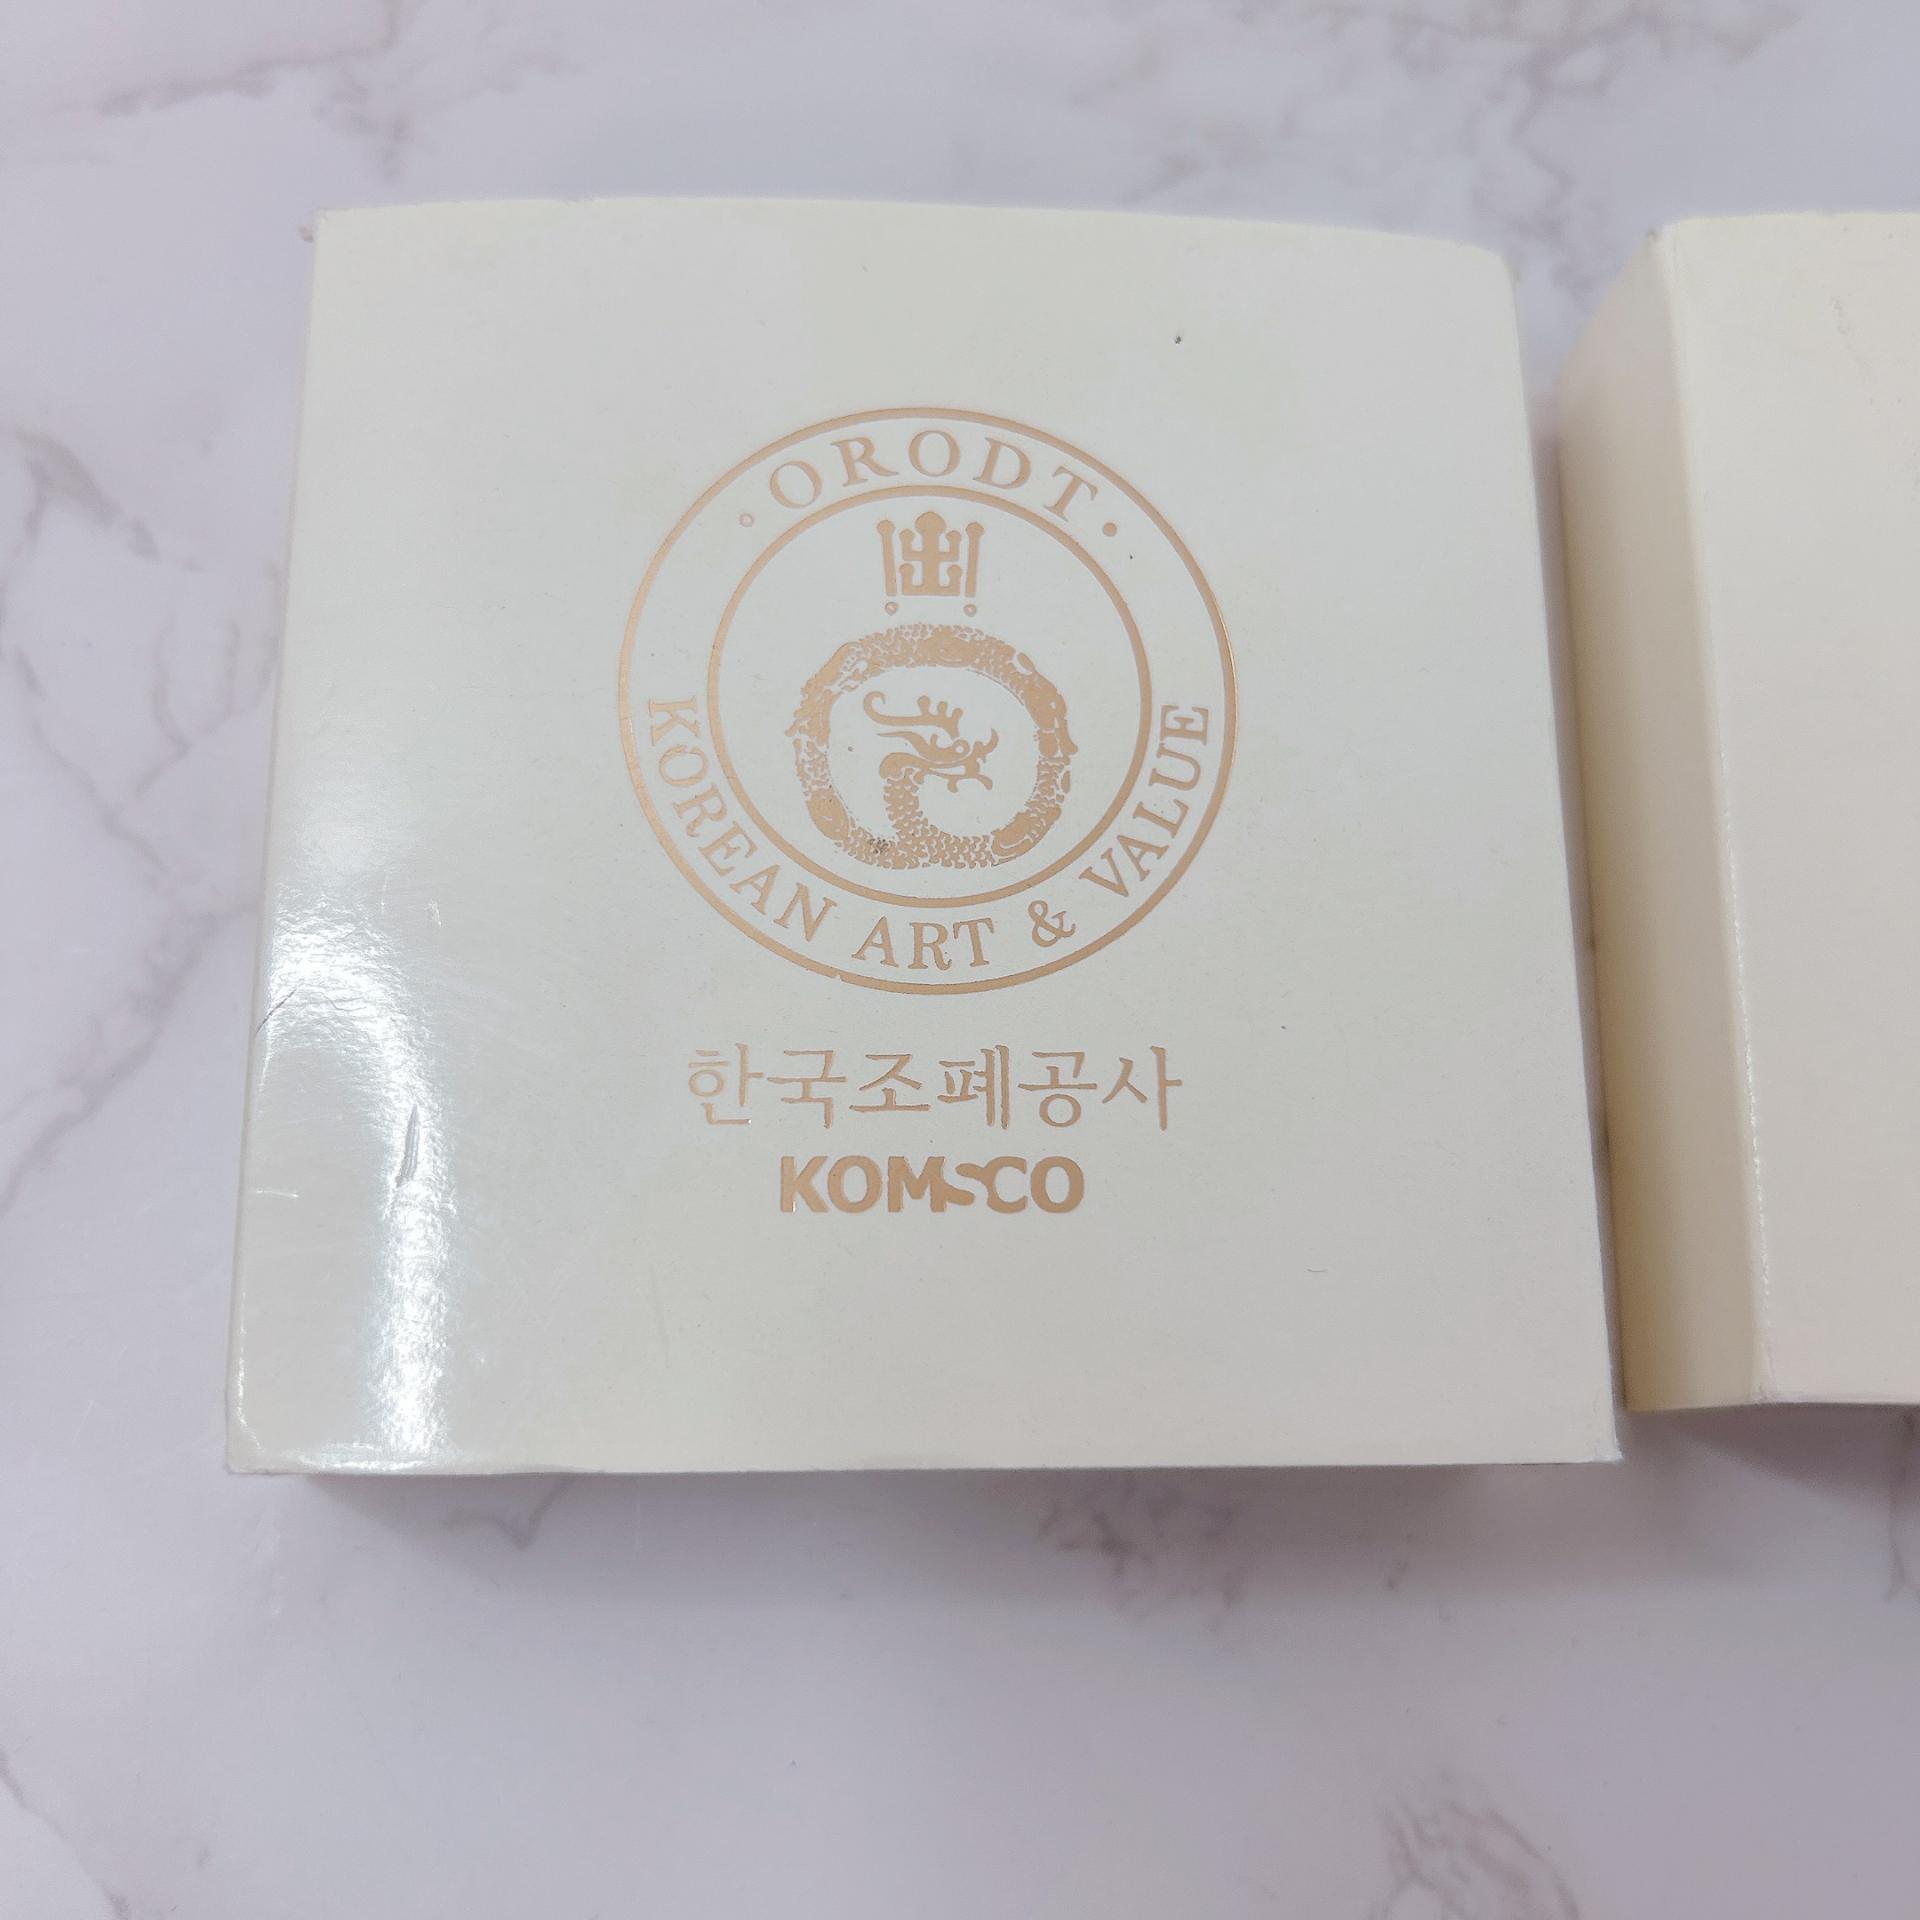 ORODT
KOREAN ART & VALUE
한국조폐공사
KOMSCO